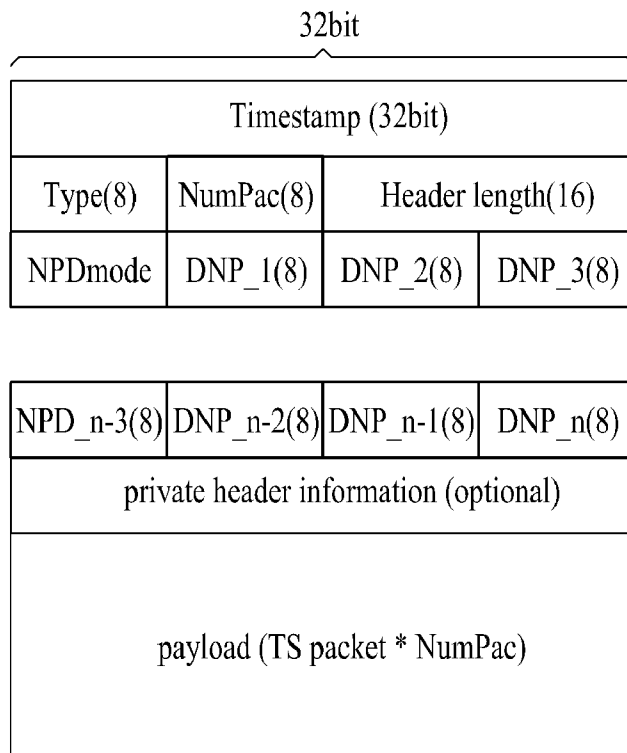 32bit
Timestamp (32bit)
Type(8) NumPac(8) Header length(16)
NPDmode DNP_1(8) DNP_2(8) DNP_3(8)
NPD_n-3(8) DNP_n-2(8) DNP_n-1(8) DNP_n(8)
private header information (optional)
payload (TS packet * NumPac)